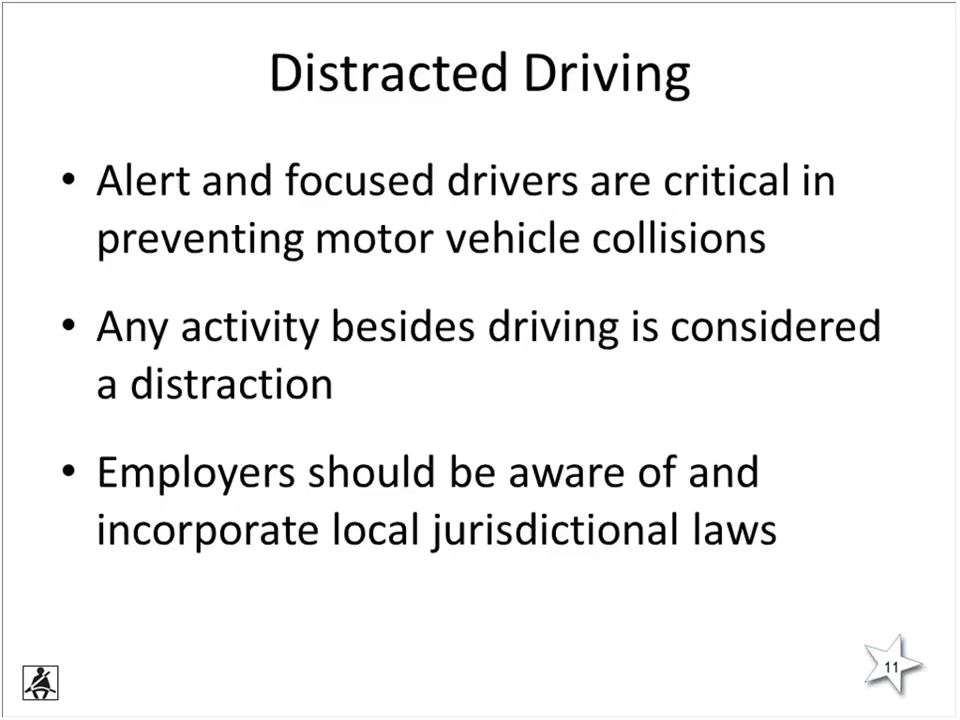 Distracted Driving
• Alert and focused drivers are critical in
preventing motor vehicle collisions
• Any activity besides driving is considered
a distraction
• Employers should be aware of and
incorporate local jurisdictional laws
11